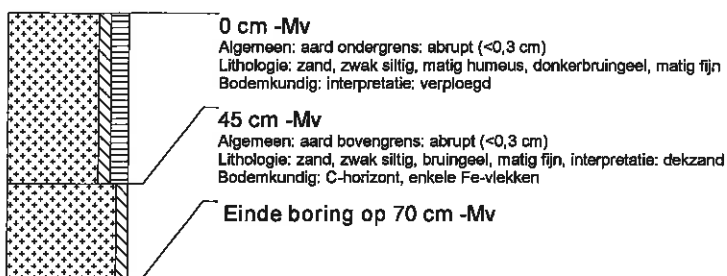 0 cm -Mv
Algemeen: aard ondergrens: abrupt (<0,3 cm)
Lithologie: zand, zwak siltig, matig humeus, donkerbruingeel, matig fijn
Bodemkundig: interpretatie: verploegd
45 cm -Mv
Algemeen: aard bovengrens: abrupt (<0,3 cm)
Lithologie: zand, zwak siltig, bruingeel, matig fijn, interpretatie: dekzand
Bodemkundig: C-horizont, enkele Fe-vlekken
Einde boring op 70 cm -Mv